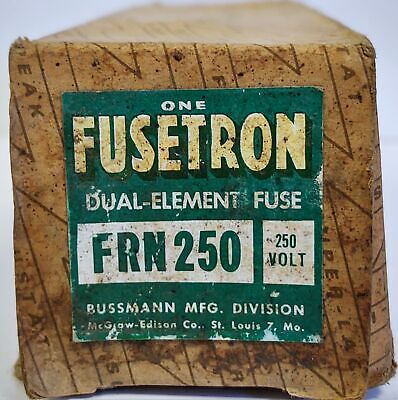 ONE
FUSETRON
DUAL-ELEMENT FUSE
FRN 250
250
VOLT
BUSSMANN MFG. DIVISION
McGraw-Edison Co., St. Louis 7, Mo.